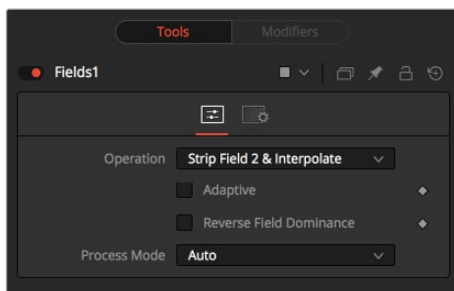 Tools Modifiers
Fields1
Operation Strip Field 2 & Interpolate
Adaptive
Reverse Field Dominance
Process Mode Auto